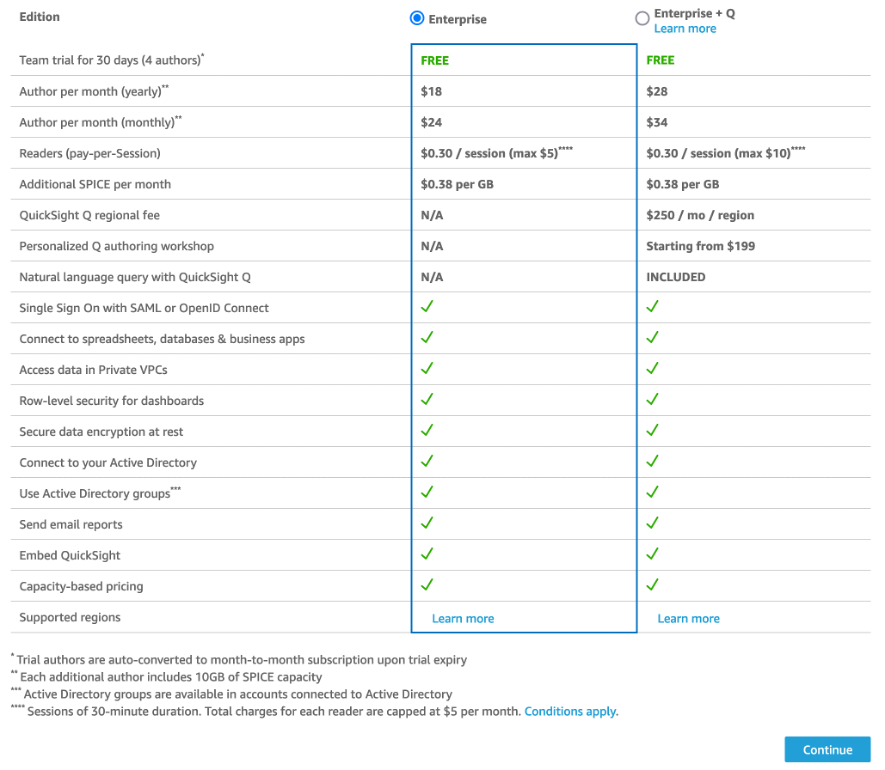 Edition Enterprise Enterprise + Q
Learn more
Team trial for 30 days (4 authors)* FREE FREE
Author per month (yearly)** $18 $28
Author per month (monthly)** $24 $34
Readers (pay-per-Session) $0.30 / session (max $5)**** $0.30 / session (max $10)****
Additional SPICE per month $0.38 per GB $0.38 per GB
QuickSight Q regional fee N/A $250 / mo / region
Personalized Q authoring workshop N/A Starting from $199
Natural language query with QuickSight Q N/A INCLUDED
Single Sign On with SAML or OpenID Connect ✓ ✓
Connect to spreadsheets, databases & business apps ✓ ✓
Access data in Private VPCs ✓ ✓
Row-level security for dashboards ✓ ✓
Secure data encryption at rest ✓ ✓
Connect to your Active Directory ✓ ✓
Use Active Directory groups*** ✓ ✓
Send email reports ✓ ✓
Embed QuickSight ✓ ✓
Capacity-based pricing ✓ ✓
Supported regions Learn more Learn more
* Trial authors are auto-converted to month-to-month subscription upon trial expiry
** Each additional author includes 10GB of SPICE capacity
*** Active Directory groups are available in accounts connected to Active Directory
**** Sessions of 30-minute duration. Total charges for each reader are capped at $5 per month. Conditions apply.
Continue